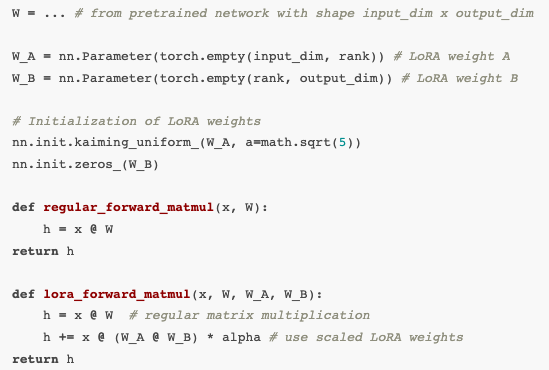 W = ... # from pretrained network with shape input_dim x output_dim
W_A = nn.Parameter(torch.empty(input_dim, rank)) # LoRA weight A
W_B = nn.Parameter(torch.empty(rank, output_dim)) # LoRA weight B
# Initialization of LoRA weights
nn.init.kaiming_uniform_(W_A, a=math.sqrt(5))
nn.init.zeros_(W_B)
def regular_forward_matmul(x, W):
    h = x @ W
return h
def lora_forward_matmul(x, W, W_A, W_B):
    h = x @ W  # regular matrix multiplication
    h += x @ (W_A @ W_B) * alpha # use scaled LoRA weights
return h